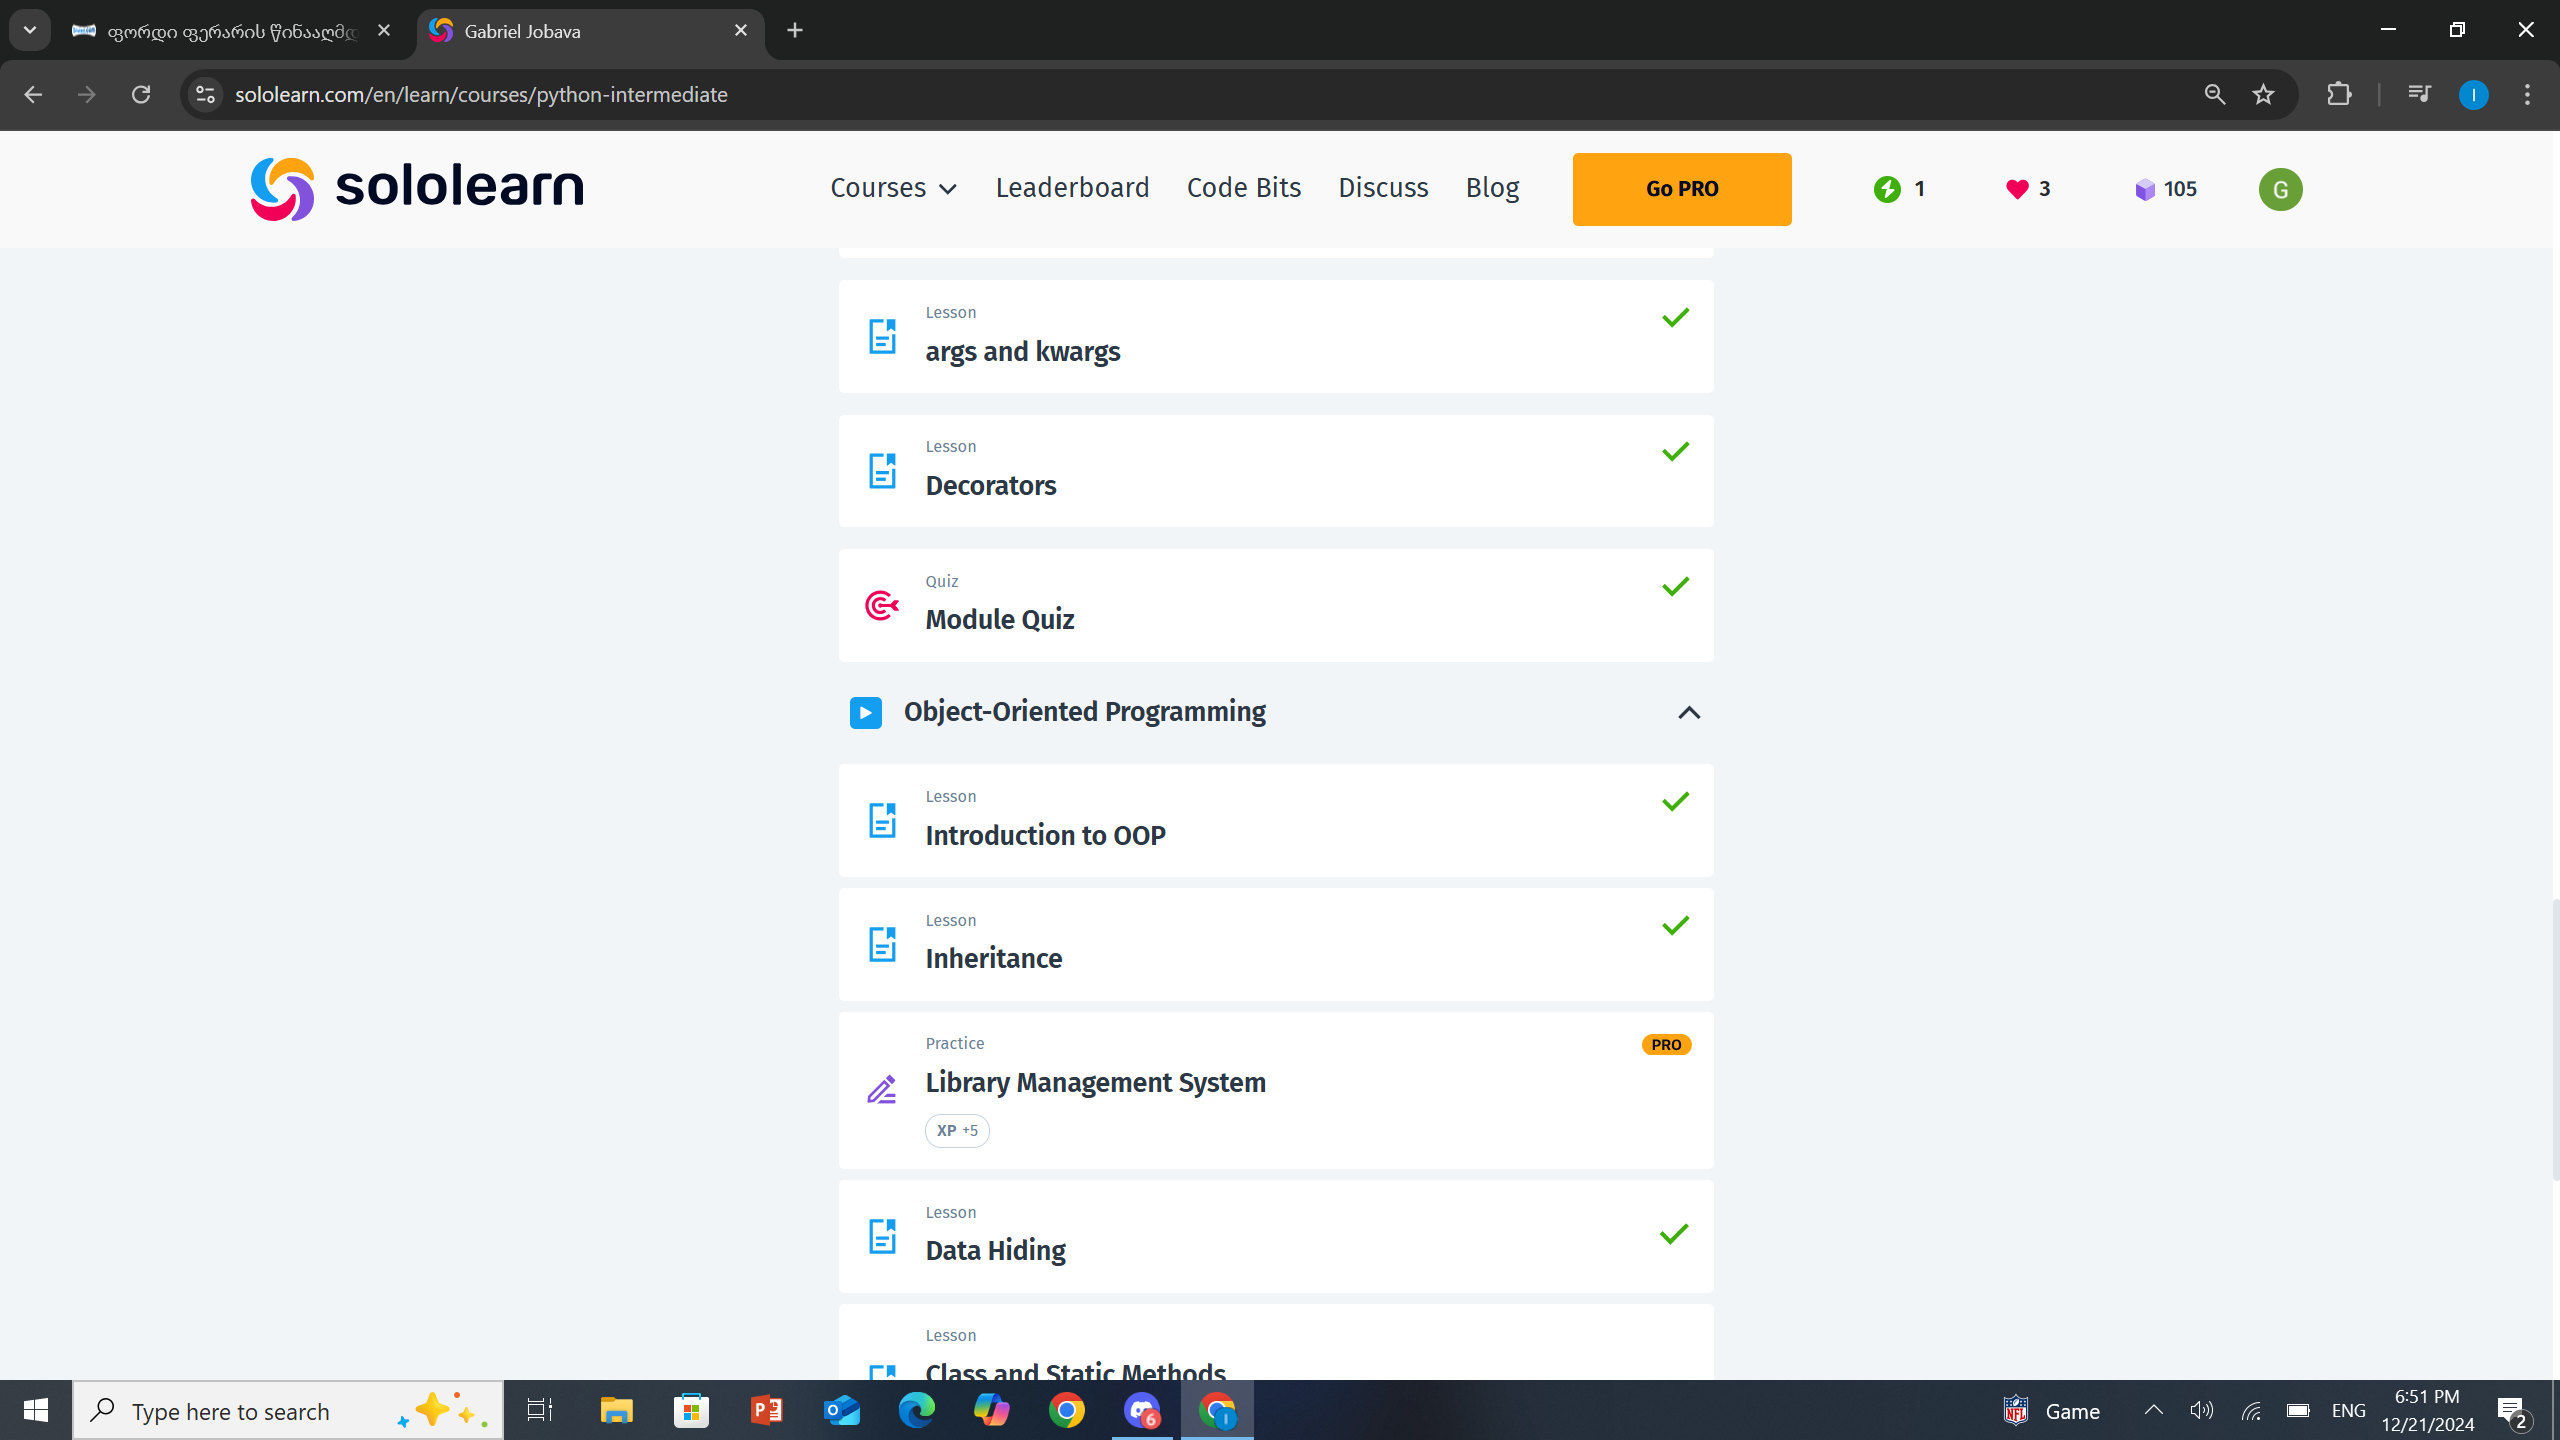 ფორდი ფერარის წინააღმდ
Gabriel Jobava
sololearn.com/en/learn/courses/python-intermediate
I
sololearn
Courses
Leaderboard
Code Bits
Discuss
Blog
Go PRO
1
3
105
G
Lesson
args and kwargs
Lesson
Decorators
Quiz
Module Quiz
Object-Oriented Programming
Lesson
Introduction to OOP
Lesson
Inheritance
Practice
PRO
Library Management System
XP +5
Lesson
Data Hiding
Lesson
Class and Static Methods
Type here to search
6
I
NFL
Game
ENG
6:51 PM
12/21/2024
2